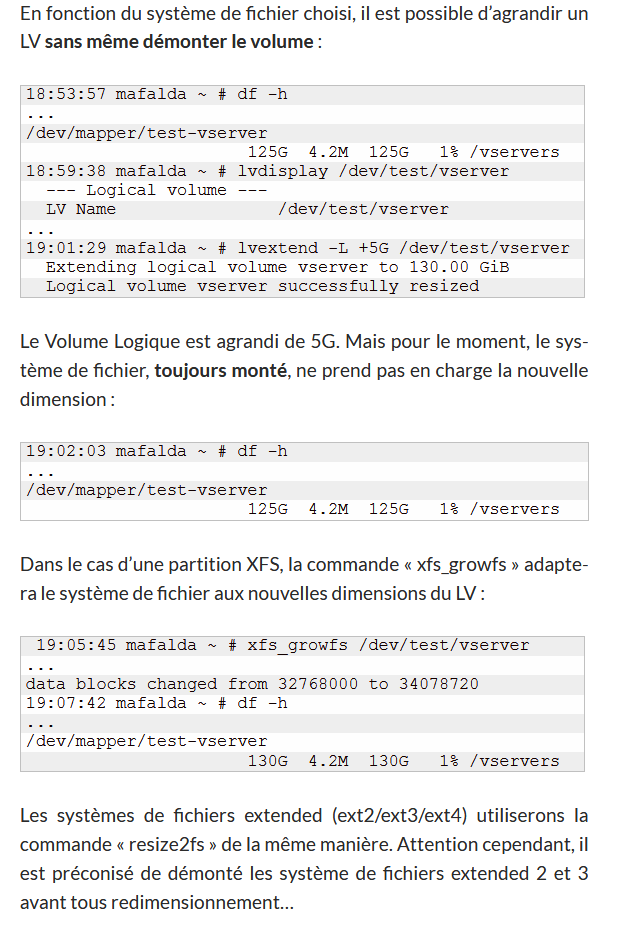 En fonction du système de fichier choisi, il est possible d’agrandir un
LV sans même démonter le volume :
18:53:57 mafalda ~ # df -h
...
/dev/mapper/test-vserver
125G 4.2M 125G 1% /vservers
18:59:38 mafalda ~ # lvdisplay /dev/test/vserver
--- Logical volume ---
LV Name /dev/test/vserver
...
19:01:29 mafalda ~ # lvextend -L +5G /dev/test/vserver
Extending logical volume vserver to 130.00 GiB
Logical volume vserver successfully resized
Le Volume Logique est agrandi de 5G. Mais pour le moment, le sys-
tème de fichier, toujours monté, ne prend pas en charge la nouvelle
dimension :
19:02:03 mafalda ~ # df -h
...
/dev/mapper/test-vserver
125G 4.2M 125G 1% /vservers
Dans le cas d’une partition XFS, la commande « xfs_growfs » adapte-
ra le système de fichier aux nouvelles dimensions du LV :
19:05:45 mafalda ~ # xfs_growfs /dev/test/vserver
...
data blocks changed from 32768000 to 34078720
19:07:42 mafalda ~ # df -h
...
/dev/mapper/test-vserver
130G 4.2M 130G 1% /vservers
Les systèmes de fichiers extended (ext2/ext3/ext4) utiliserons la
commande « resize2fs » de la même manière. Attention cependant, il
est préconisé de démonté les système de fichiers extended 2 et 3
avant tous redimensionnement...